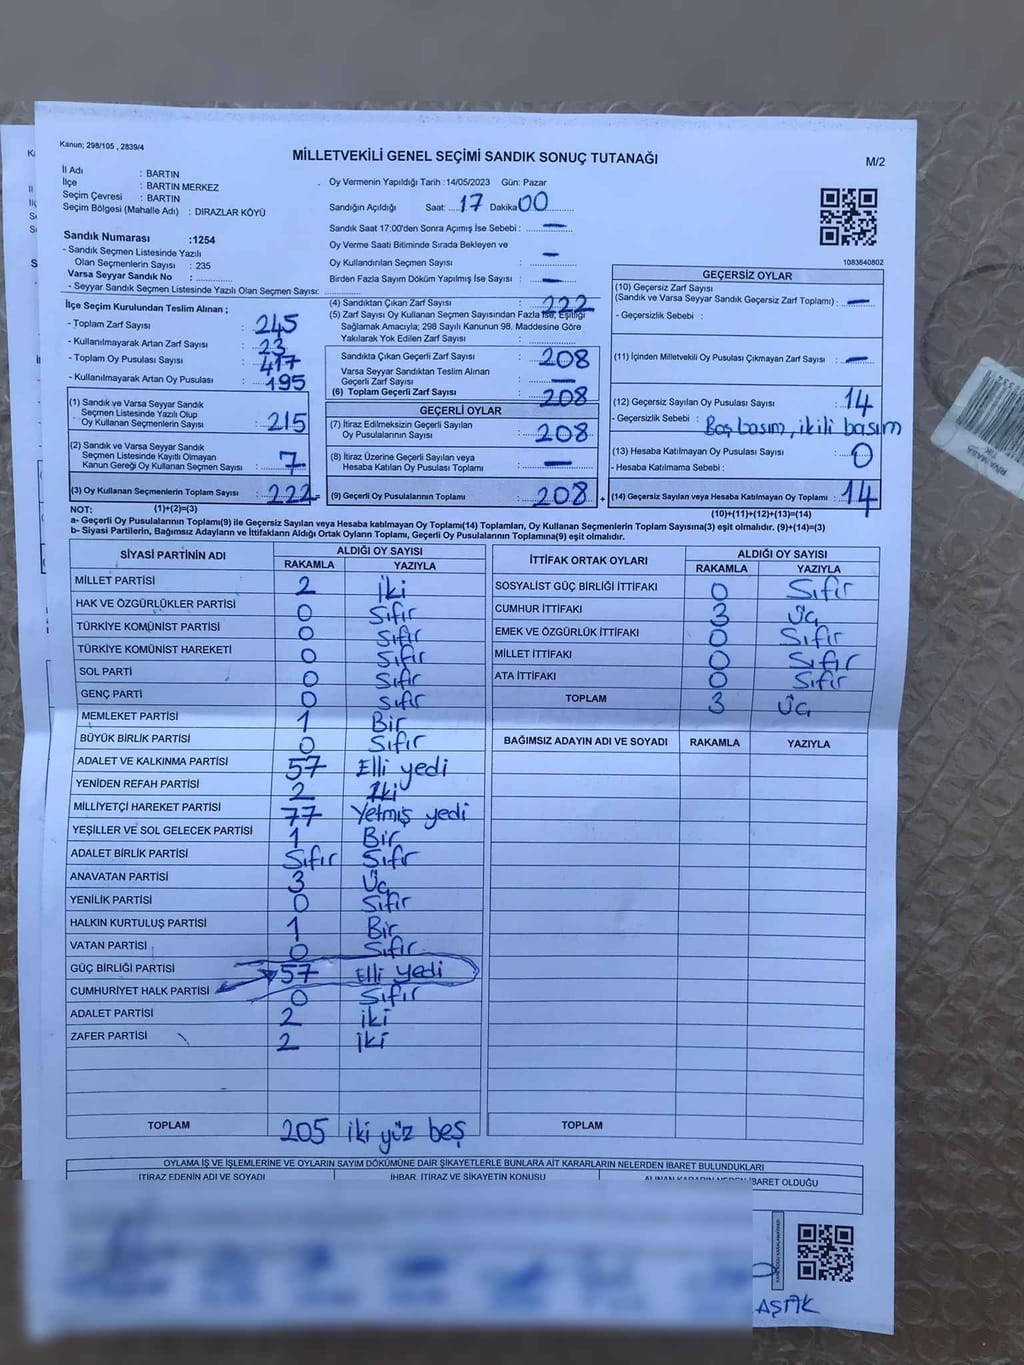 Kanun; 298/105 , 2839/4
MİLLETVEKİLİ GENEL SEÇİMİ SANDIK SONUÇ TUTANAĞI
M/2
İl Adı : BARTIN
İlçe : BARTIN MERKEZ
Seçim Çevresi : BARTIN
Seçim Bölgesi (Mahalle Adı) : DIRAZLAR KÖYÜ
Sandık Numarası :1254
- Sandık Seçmen Listesinde Yazılı
Olan Seçmenlerin Sayısı : 235
Varsa Seyyar Sandık No :
- Seyyar Sandık Seçmen Listesinde Yazılı Olan Seçmen Sayısı:
İlçe Seçim Kurulundan Teslim Alınan ;
- Toplam Zarf Sayısı : 245
- Kullanılmayarak Artan Zarf Sayısı : 23
- Toplam Oy Pusulası Sayısı : 417
- Kullanılmayarak Artan Oy Pusulası : 195
(1) Sandık ve Varsa Seyyar Sandık
Seçmen Listesinde Yazılı Olup
Oy Kullanan Seçmenlerin Sayısı : 215
(2) Sandık ve Varsa Seyyar Sandık
Seçmen Listesinde Kayıtlı Olmayan
Kanun Gereği Oy Kullanan Seçmen Sayısı : 7
(3) Oy Kullanan Seçmenlerin Toplam Sayısı : 222
Oy Vermenin Yapıldığı Tarih :14/05/2023 Gün: Pazar
Sandığın Açıldığı Saat: 17 Dakika 00
Sandık Saat 17:00'den Sonra Açımış İse Sebebi : —
Oy Verme Saati Bitiminde Sırada Bekleyen ve
Oy Kullandırılan Seçmen Sayısı : —
Birden Fazla Sayım Döküm Yapılmış İse Sayısı : —
(4) Sandıktan Çıkan Zarf Sayısı : 222
(5) Zarf Sayısı Oy Kullanan Seçmen Sayısından Fazla ise, Eşitliği
Sağlamak Amacıyla; 298 Sayılı Kanunun 98. Maddesine Göre
Yakılarak Yok Edilen Zarf Sayısı :
Sandıkta Çıkan Geçerli Zarf Sayısı : 208
Varsa Seyyar Sandıktan Teslim Alınan
Geçerli Zarf Sayısı : —
(6) Toplam Geçerli Zarf Sayısı : 208
GEÇERLİ OYLAR
(7) İtiraz Edilmeksizin Geçerli Sayılan
Oy Pusulalarının Sayısı : 208
(8) İtiraz Üzerine Geçerli Sayılan veya
Hesaba Katılan Oy Pusulası Toplamı : —
(9) Geçerli Oy Pusulalarının Toplamı : 208
1083640802
GEÇERSİZ OYLAR
(10) Geçersiz Zarf Sayısı
(Sandık ve Varsa Seyyar Sandık Geçersiz Zarf Toplamı) : —
- Geçersizlik Sebebi :
(11) İçinden Milletvekili Oy Pusulası Çıkmayan Zarf Sayısı : —
(12) Geçersiz Sayılan Oy Pusulası Sayısı : 14
- Geçersizlik Sebebi : Boş basım, ikili basım
(13) Hesaba Katılmayan Oy Pusulası Sayısı : 0
- Hesaba Katılmama Sebebi :
(14) Geçersiz Sayılan veya Hesaba Katılmayan Oy Toplamı : 14
NOT: (1)+(2)=(3)
(10)+(11)+(12)+(13)=(14)
a- Geçerli Oy Pusulalarının Toplamı(9) ile Geçersiz Sayılan veya Hesaba katılmayan Oy Toplamı(14) Toplamları, Oy Kullanan Seçmenlerin Toplam Sayısına(3) eşit olmalıdır. (9)+(14)=(3)
b- Siyasi Partilerin, Bağımsız Adayların ve İttifakların Aldığı Ortak Oyların Toplamı, Geçerli Oy Pusulalarının Toplamına(9) eşit olmalıdır.
SİYASİ PARTİNİN ADI ALDIĞI OY SAYISI
RAKAMLA YAZIYLA
MİLLET PARTİSİ 2 İki
HAK VE ÖZGÜRLÜKLER PARTİSİ 0 Sıfır
TÜRKİYE KOMÜNİST PARTİSİ 0 Sıfır
TÜRKİYE KOMÜNİST HAREKETİ 0 Sıfır
SOL PARTİ 0 Sıfır
GENÇ PARTİ 0 Sıfır
MEMLEKET PARTİSİ 1 Bir
BÜYÜK BİRLİK PARTİSİ 0 Sıfır
ADALET VE KALKINMA PARTİSİ 57 Elli yedi
YENİDEN REFAH PARTİSİ 2 İki
MİLLİYETÇİ HAREKET PARTİSİ 77 Yetmiş yedi
YEŞİLLER VE SOL GELECEK PARTİSİ 1 Bir
ADALET BİRLİK PARTİSİ Sıfır Sıfır
ANAVATAN PARTİSİ 3 Üç
YENİLİK PARTİSİ 0 Sıfır
HALKIN KURTULUŞ PARTİSİ 1 Bir
VATAN PARTİSİ 0 Sıfır
GÜÇ BİRLİĞİ PARTİSİ 57 Elli yedi
CUMHURİYET HALK PARTİSİ 0 Sıfır
ADALET PARTİSİ 2 İki
ZAFER PARTİSİ 2 İki
TOPLAM 205 iki yüz beş
İTTİFAK ORTAK OYLARI ALDIĞI OY SAYISI
RAKAMLA YAZIYLA
SOSYALİST GÜÇ BİRLİĞİ İTTİFAKI 0 Sıfır
CUMHUR İTTİFAKI 3 Üç
EMEK VE ÖZGÜRLÜK İTTİFAKI 0 Sıfır
MİLLET İTTİFAKI 0 Sıfır
ATA İTTİFAKI 0 Sıfır
TOPLAM 3 Üç
BAĞIMSIZ ADAYIN ADI VE SOYADI RAKAMLA YAZIYLA
TOPLAM
OYLAMA İŞ VE İŞLEMLERİNE VE OYLARIN SAYIM DÖKÜMÜNE DAİR ŞİKAYETLERLE BUNLARA AİT KARARLARIN NELERDEN İBARET BULUNDUKLARI
İTİRAZ EDENİN ADI VE SOYADI İHBAR, İTİRAZ VE ŞİKAYETİN KONUSU ALINAN KARARIN NEDEN İBARET OLDUĞU